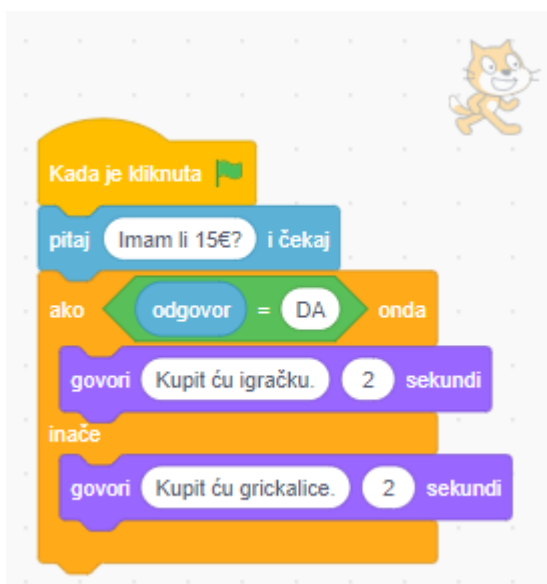 Kada je kliknuta
pitaj Imam li 15€? i čekaj
ako odgovor = DA onda
govori Kupit ću igračku. 2 sekundi
inače
govori Kupit ću grickalice. 2 sekundi